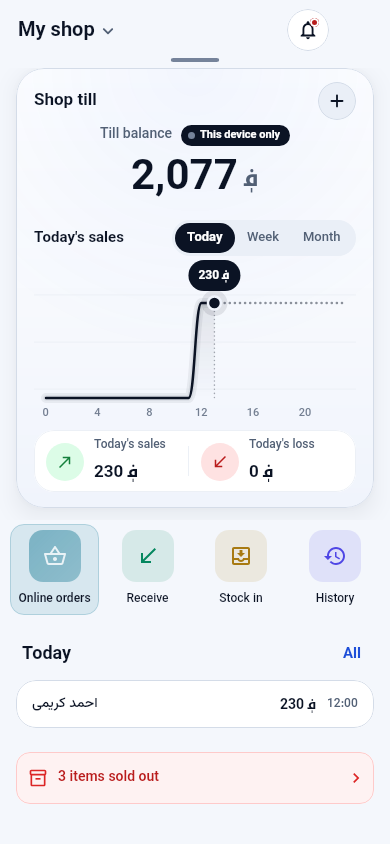 My shop
Shop till
Till balance
This device only
2,077 ؋
Today's sales
Today
Week
Month
230 ؋
0
4
8
12
16
20
Today's sales
230 ؋
Today's loss
0 ؋
Online orders
Receive
Stock in
History
Today
All
احمد کریمی
230 ؋
12:00
3 items sold out